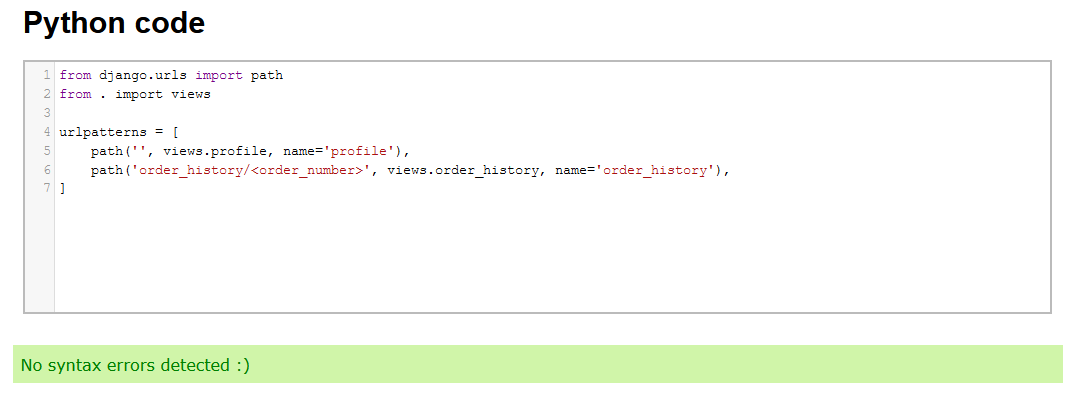 Python code
1 from django.urls import path
2 from . import views
3
4 urlpatterns = [
5     path('', views.profile, name='profile'),
6     path('order_history/<order_number>', views.order_history, name='order_history'),
7 ]
No syntax errors detected :)